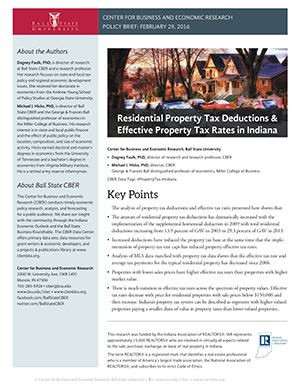 BALL STATE
UNIVERSITY
CENTER FOR BUSINESS AND ECONOMIC RESEARCH
POLICY BRIEF: FEBRUARY 29, 2016
About the Authors
Dagney Faulk, PhD, is director of research
at Ball State CBER and a research professor.
Her research focuses on state and local tax
policy and regional economic development
issues. She received her doctorate in
economics from the Andrew Young School
of Policy Studies at Georgia State University.
Michael J. Hicks, PhD, is director of Ball
State CBER and the George & Frances Ball
distinguished professor of economics in
the Miller College of Business. His research
interest is in state and local public finance
and the effect of public policy on the
location, composition, and size of economic
activity. Hicks earned doctoral and master's
degrees in economics from the University
of Tennessee and a bachelor's degree in
economics from Virginia Military Institute.
He is a retired army reserve infantryman.
About Ball State CBER
The Center for Business and Economic
Research (CBER) conducts timely economic
policy research, analysis, and forecasting
for a public audience. We share our insight
with the community through the Indiana
Economic Outlook and the Ball State
Business Roundtable. The CBER Data Center
offers primary data sets, data resources for
grant writers & economic developers, and
a projects & publications library at www.
cberdata.org.
Center for Business & Economic Research
2000 W. University Ave. (WB 149)
Muncie, IN 47306
765-285-5926 • cber@bsu.edu
www.bsu.edu/cber • www.cberdata.org
facebook.com/BallStateCBER
twitter.com/BallStateCBER
Residential Property Tax Deductions &
Effective Property Tax Rates in Indiana
Center for Business and Economic Research, Ball State University
• Dagney Faulk, PhD, director of research and research professor, CBER
• Michael J. Hicks, PhD, director, CBER,
George & Frances Ball distinguished professor of economics, Miller College of Business
CBER Data Tags: #PropertyTax #Indiana
Key Points
The analysis of property tax deductions and effective tax rates presented here shows that:
The amount of residential property tax deductions has dramatically increased with the
implementation of the supplemental homestead deduction in 2009 with total residential
deductions increasing from 13.9 percent of GAV in 2003 to 29.3 percent of GAV in 2013.
Increased deductions have reduced the property tax base at the same time that the imple-
mentation of property tax rate caps has reduced property effective tax rates.
Analysis of MLS data matched with property tax data shows that the effective tax rate and
average tax payments for the typical residential property has decreased since 2006.
Properties with lower sales prices have higher effective tax rates than properties with higher
market value.
There is much variation in effective tax rates across the spectrum of property values. Effective
tax rates decrease with price for residential properties with sale prices below $150,000 and
then increase. Indiana's property tax system can be described as regressive with higher valued
properties paying a smaller share of value in property taxes than lower valued properties.
This research was funded by the Indiana Association of REALTORS®. IAR represents
approximately 15,000 REALTORS® who are involved in virtually all aspects related
to the sale, purchase, exchange, or lease of real property in Indiana.
The term REALTORS® is a registered mark that identifies a real estate professional
who is a member of America's largest trade association, the National Association of
REALTORS®, and subscribes to its strict Code of Ethics.